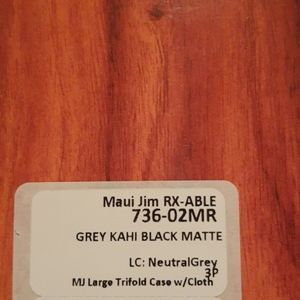 Maui Jim RX-ABLE
736-02MR
GREY KAHI BLACK MATTE
LC: NeutralGrey
3P
MJ Large Trifold Case w/Cloth